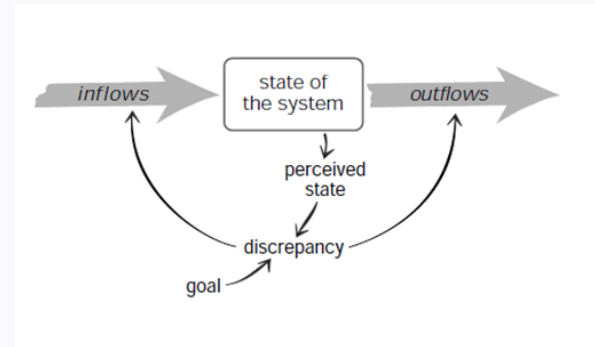 inflows
state of
the system
outflows
perceived
state
discrepancy
goal